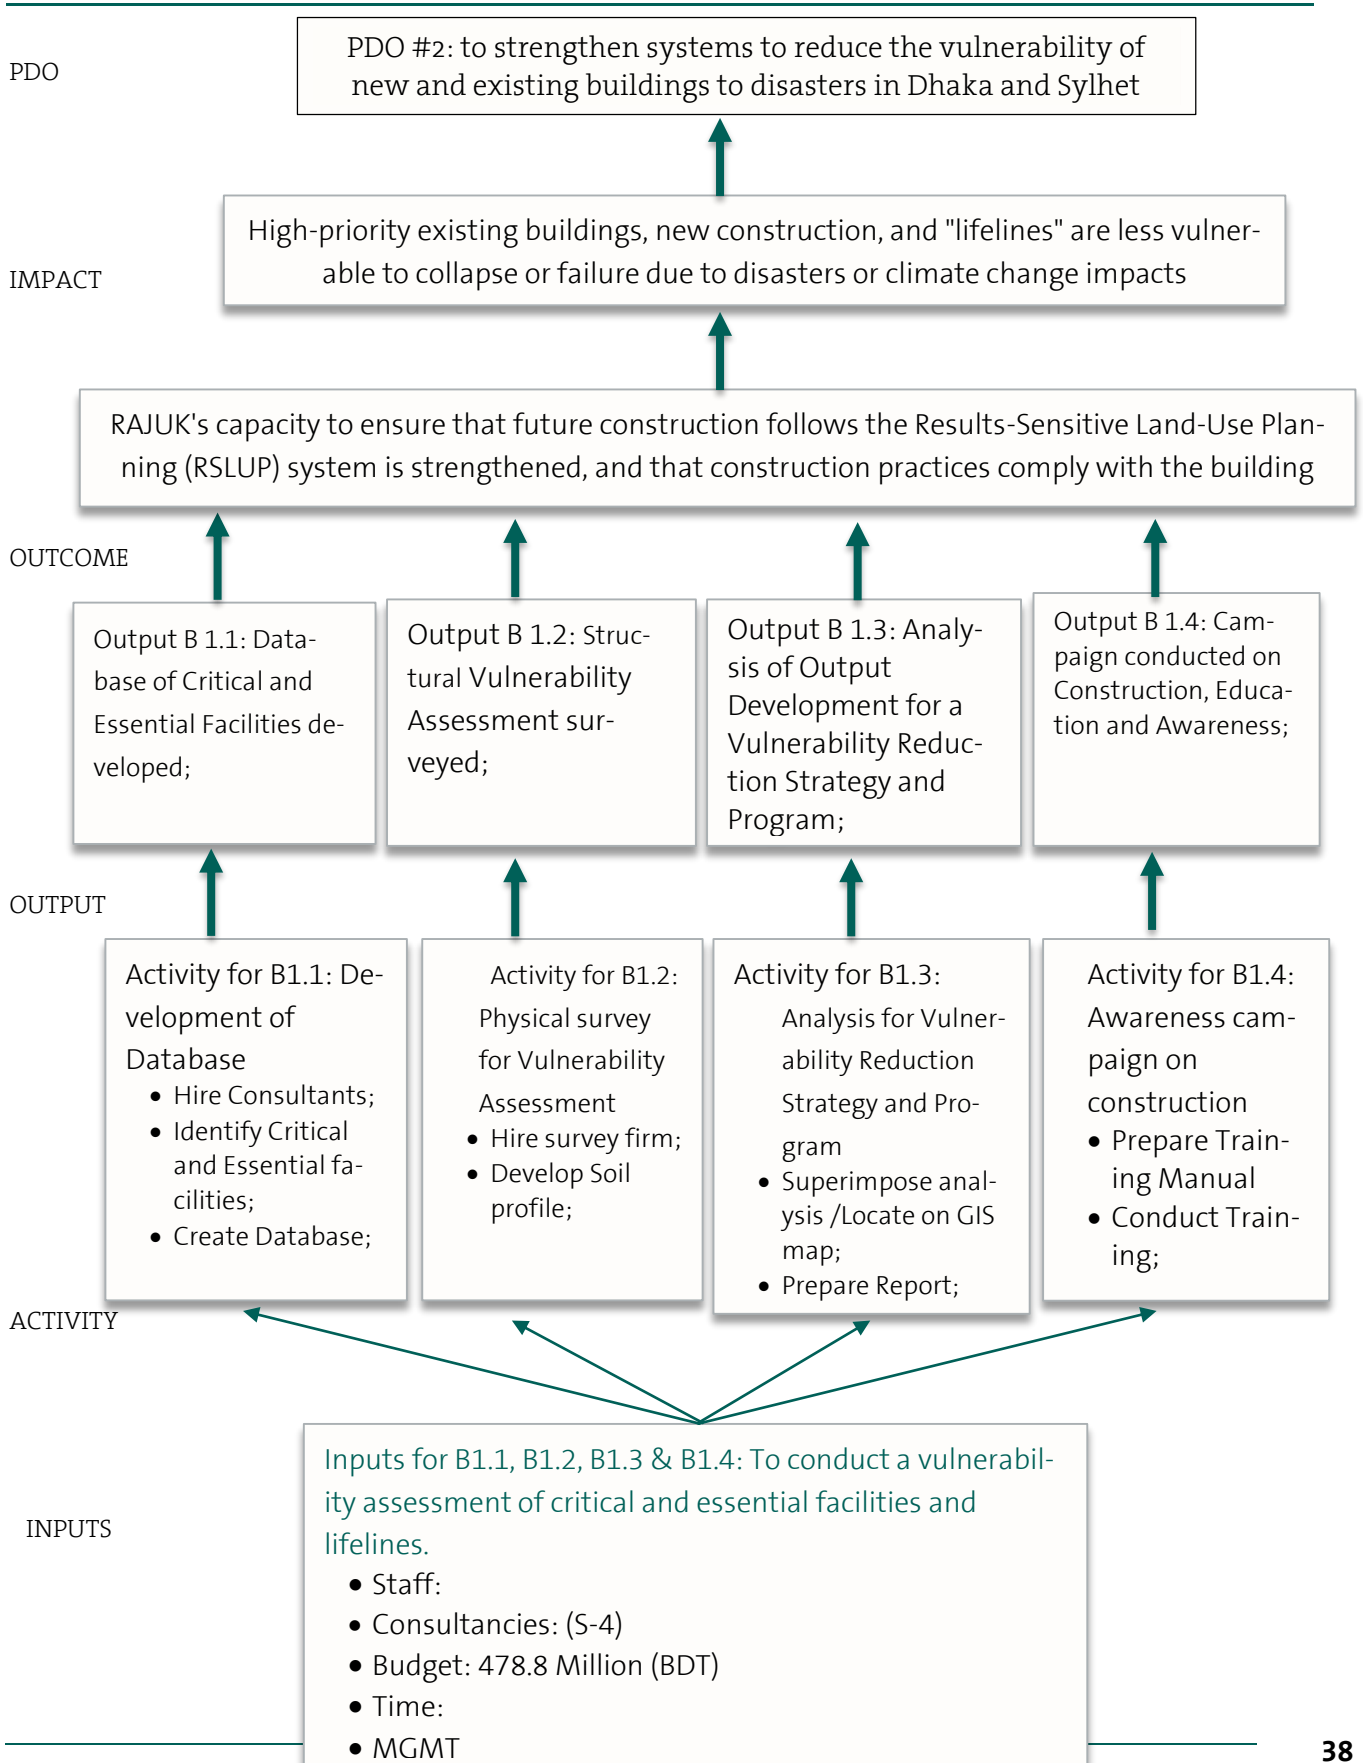 PDO
PDO #2: to strengthen systems to reduce the vulnerability of
new and existing buildings to disasters in Dhaka and Sylhet
IMPACT
High-priority existing buildings, new construction, and "lifelines" are less vulner-
able to collapse or failure due to disasters or climate change impacts
RAJUK's capacity to ensure that future construction follows the Results-Sensitive Land-Use Plan-
ning (RSLUP) system is strengthened, and that construction practices comply with the building
OUTCOME
Output B 1.1: Data-
base of Critical and
Essential Facilities de-
veloped;
Output B 1.2: Struc-
tural Vulnerability
Assessment sur-
veyed;
Output B 1.3: Analy-
sis of Output
Development for a
Vulnerability Reduc-
tion Strategy and
Program;
Output B 1.4: Cam-
paign conducted on
Construction, Educa-
tion and Awareness;
OUTPUT
Activity for B1.1: De-
velopment of
Database
• Hire Consultants;
• Identify Critical
and Essential fa-
cilities;
• Create Database;
Activity for B1.2:
Physical survey
for Vulnerability
Assessment
• Hire survey firm;
• Develop Soil
profile;
Activity for B1.3:
Analysis for Vulner-
ability Reduction
Strategy and Pro-
gram
• Superimpose anal-
ysis /Locate on GIS
map;
• Prepare Report;
Activity for B1.4:
Awareness cam-
paign on
construction
• Prepare Train-
ing Manual
• Conduct Train-
ing;
ACTIVITY
INPUTS
Inputs for B1.1, B1.2, B1.3 & B1.4: To conduct a vulnerabil-
ity assessment of critical and essential facilities and
lifelines.
• Staff:
• Consultancies: (S-4)
• Budget: 478.8 Million (BDT)
• Time:
• MGMT
38